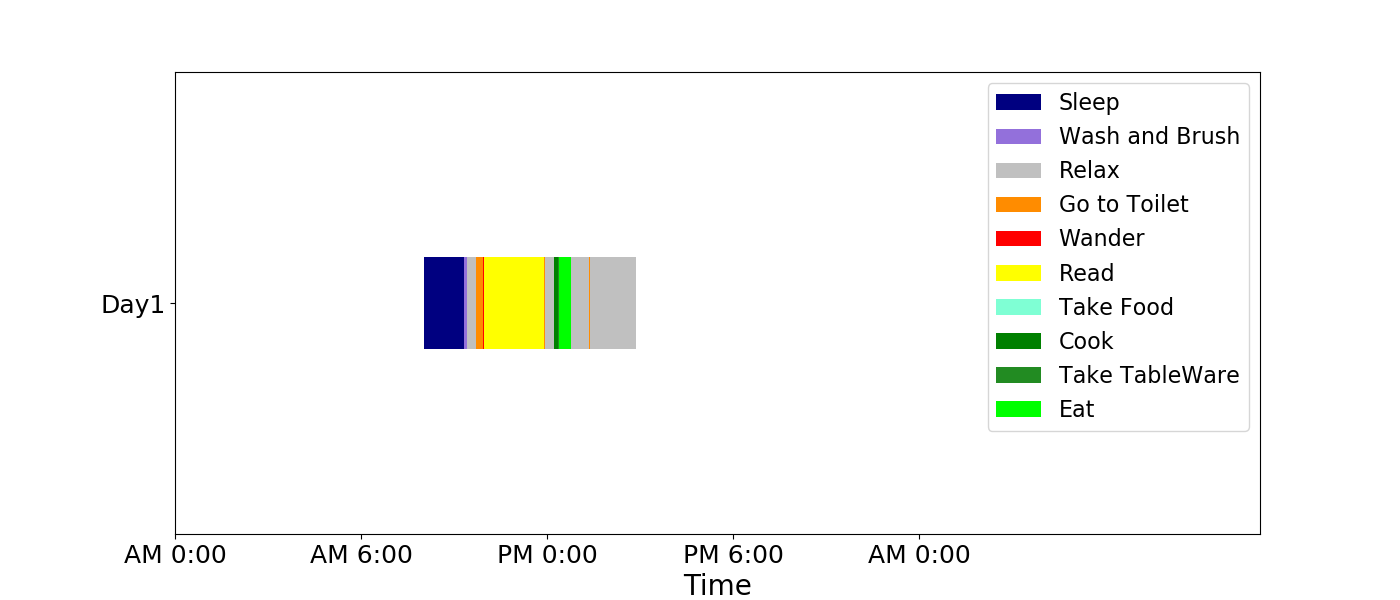 Sleep
Wash and Brush
Relax
Go to Toilet
Wander
Read
Take Food
Cook
Take TableWare
Eat
Day1
AM 0:00 AM 6:00 PM 0:00 PM 6:00 AM 0:00
Time